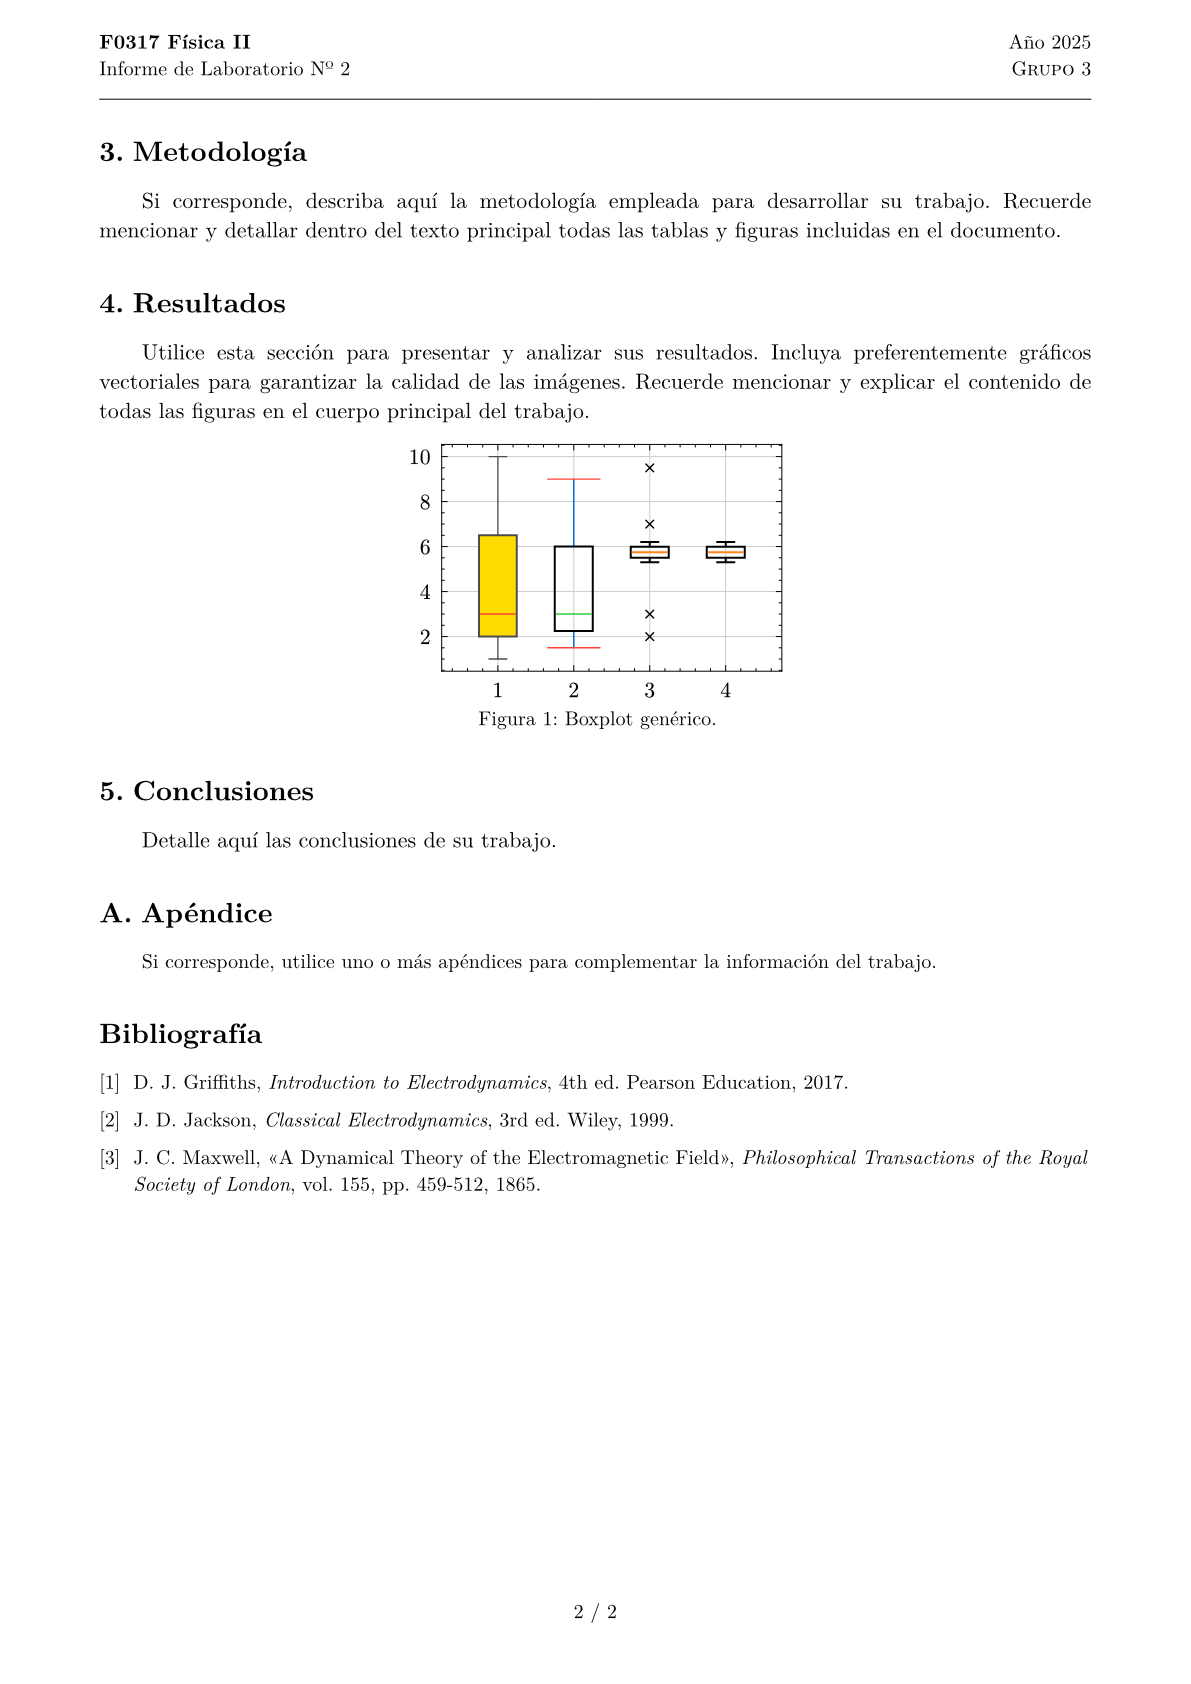 F0317 Física II
Año 2025
Informe de Laboratorio Nº 2
Grupo 3
3. Metodología
Si corresponde, describa aquí la metodología empleada para desarrollar su trabajo. Recuerde
mencionar y detallar dentro del texto principal todas las tablas y figuras incluidas en el documento.
4. Resultados
Utilice esta sección para presentar y analizar sus resultados. Incluya preferentemente gráficos
vectoriales para garantizar la calidad de las imágenes. Recuerde mencionar y explicar el contenido de
todas las figuras en el cuerpo principal del trabajo.
10
8
6
4
2
1 2 3 4
Figura 1: Boxplot genérico.
5. Conclusiones
Detalle aquí las conclusiones de su trabajo.
A. Apéndice
Si corresponde, utilice uno o más apéndices para complementar la información del trabajo.
Bibliografía
[1] D. J. Griffiths, Introduction to Electrodynamics, 4th ed. Pearson Education, 2017.
[2] J. D. Jackson, Classical Electrodynamics, 3rd ed. Wiley, 1999.
[3] J. C. Maxwell, «A Dynamical Theory of the Electromagnetic Field», Philosophical Transactions of the Royal
Society of London, vol. 155, pp. 459-512, 1865.
2 / 2